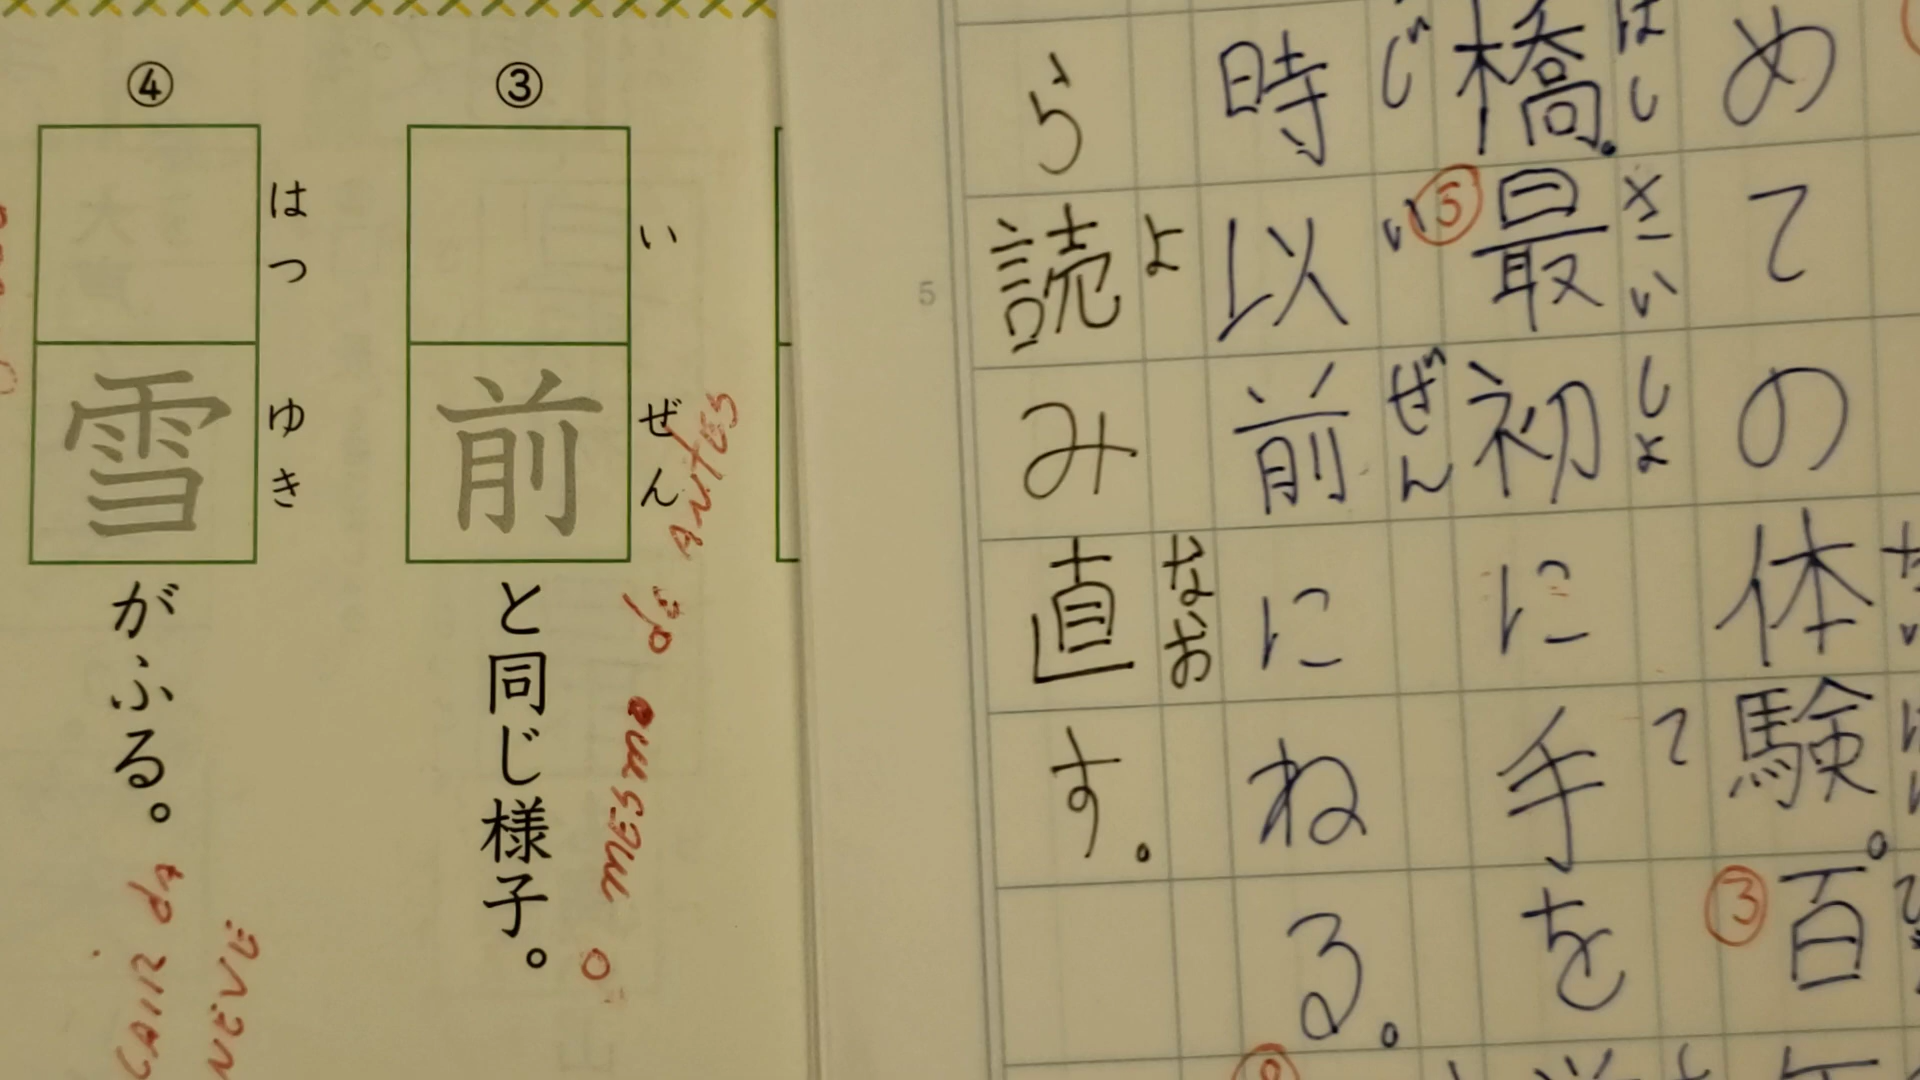 めての体験。③百
たい
橋。最初に手を
はし
さいしょ
て
⑤
時以前にねる。
じ
いぜん
ら読み直す。
よ
なお
5
③
前と同じ様子。
いぜん
O mESmo de ANTES
④
雪がふる。
はつゆき
CAIR dA
NEVE